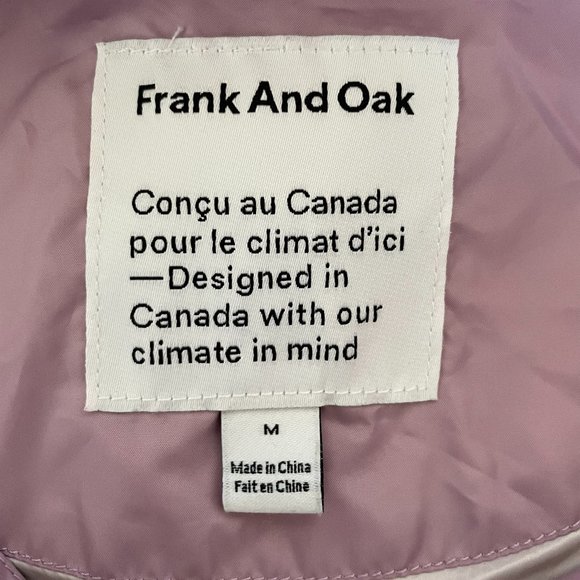 Frank And Oak
Conçu au Canada
pour le climat d'ici
—Designed in
Canada with our
climate in mind
M
Made in China
Fait en Chine